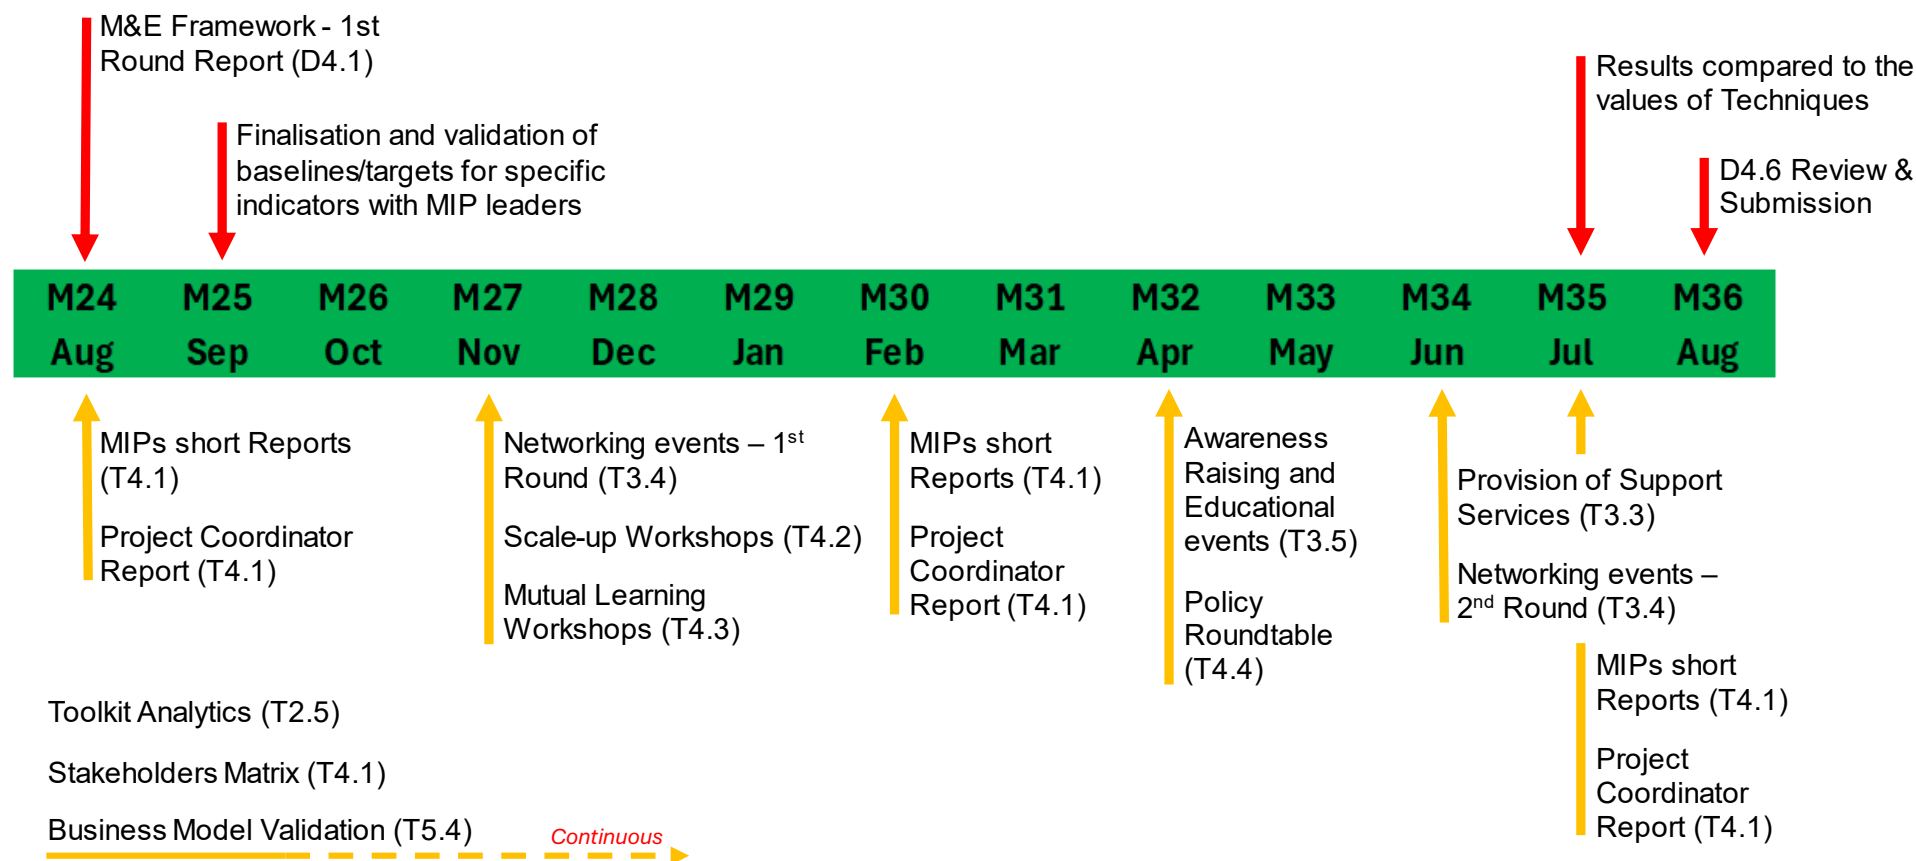 M&E Framework - 1st
Round Report (D4.1)
Finalisation and validation of
baselines/targets for specific
indicators with MIP leaders
Results compared to the
values of Techniques
D4.6 Review &
Submission
M24 M25 M26 M27 M28 M29 M30 M31 M32 M33 M34 M35 M36
Aug Sep Oct Nov Dec Jan Feb Mar Apr May Jun Jul Aug
MIPs short Reports
(T4.1)
Project Coordinator
Report (T4.1)
Networking events – 1st
Round (T3.4)
Scale-up Workshops (T4.2)
Mutual Learning
Workshops (T4.3)
MIPs short
Reports (T4.1)
Project
Coordinator
Report (T4.1)
Awareness
Raising and
Educational
events (T3.5)
Policy
Roundtable
(T4.4)
Provision of Support
Services (T3.3)
Networking events –
2nd Round (T3.4)
MIPs short
Reports (T4.1)
Project
Coordinator
Report (T4.1)
Toolkit Analytics (T2.5)
Stakeholders Matrix (T4.1)
Business Model Validation (T5.4)
Continuous